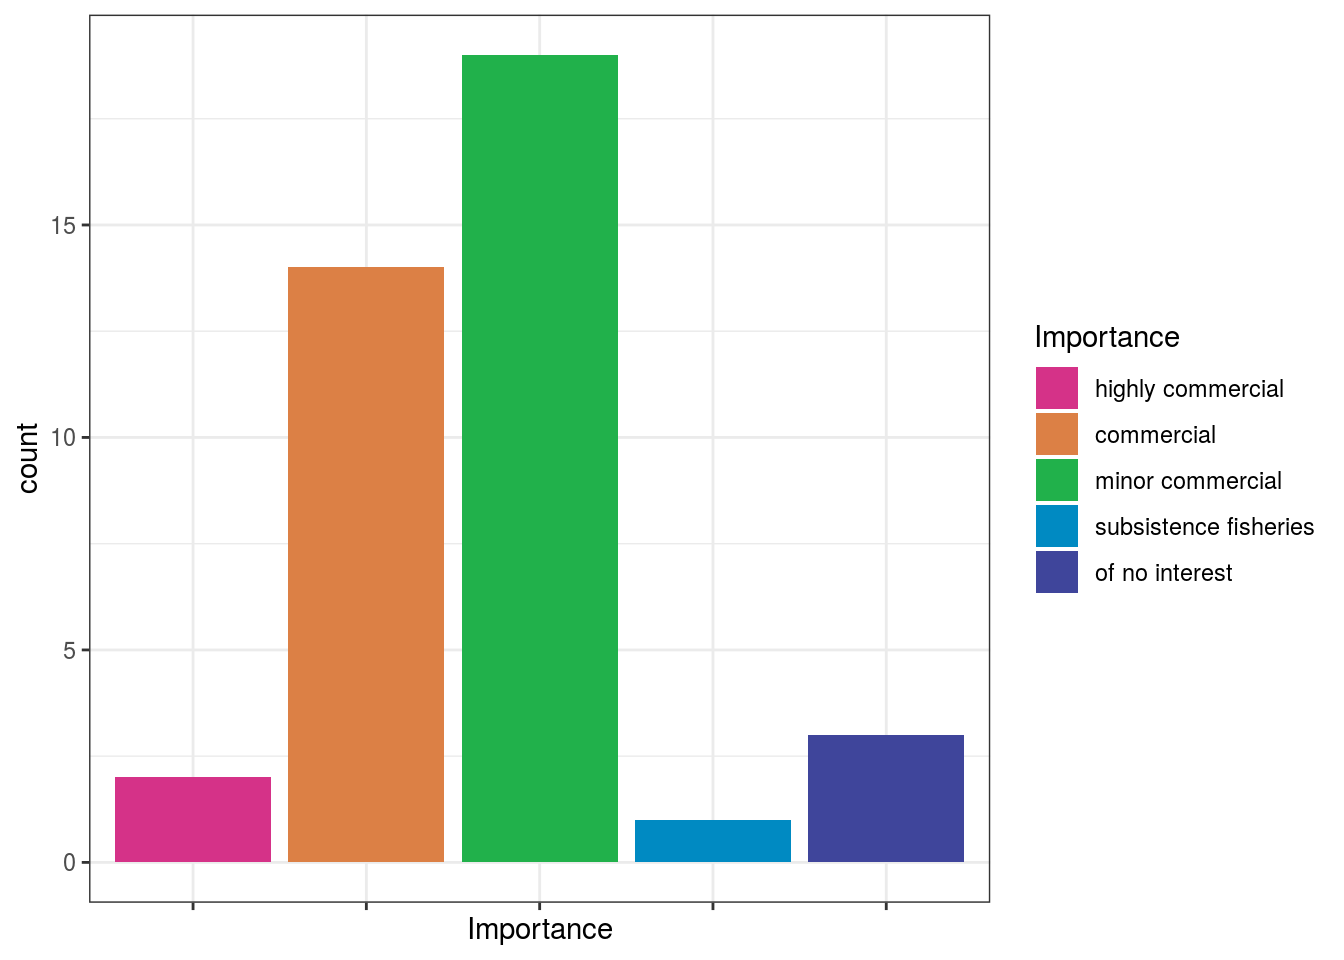 count
15
10
5
0
Importance
Importance
highly commercial
commercial
minor commercial
subsistence fisheries
of no interest